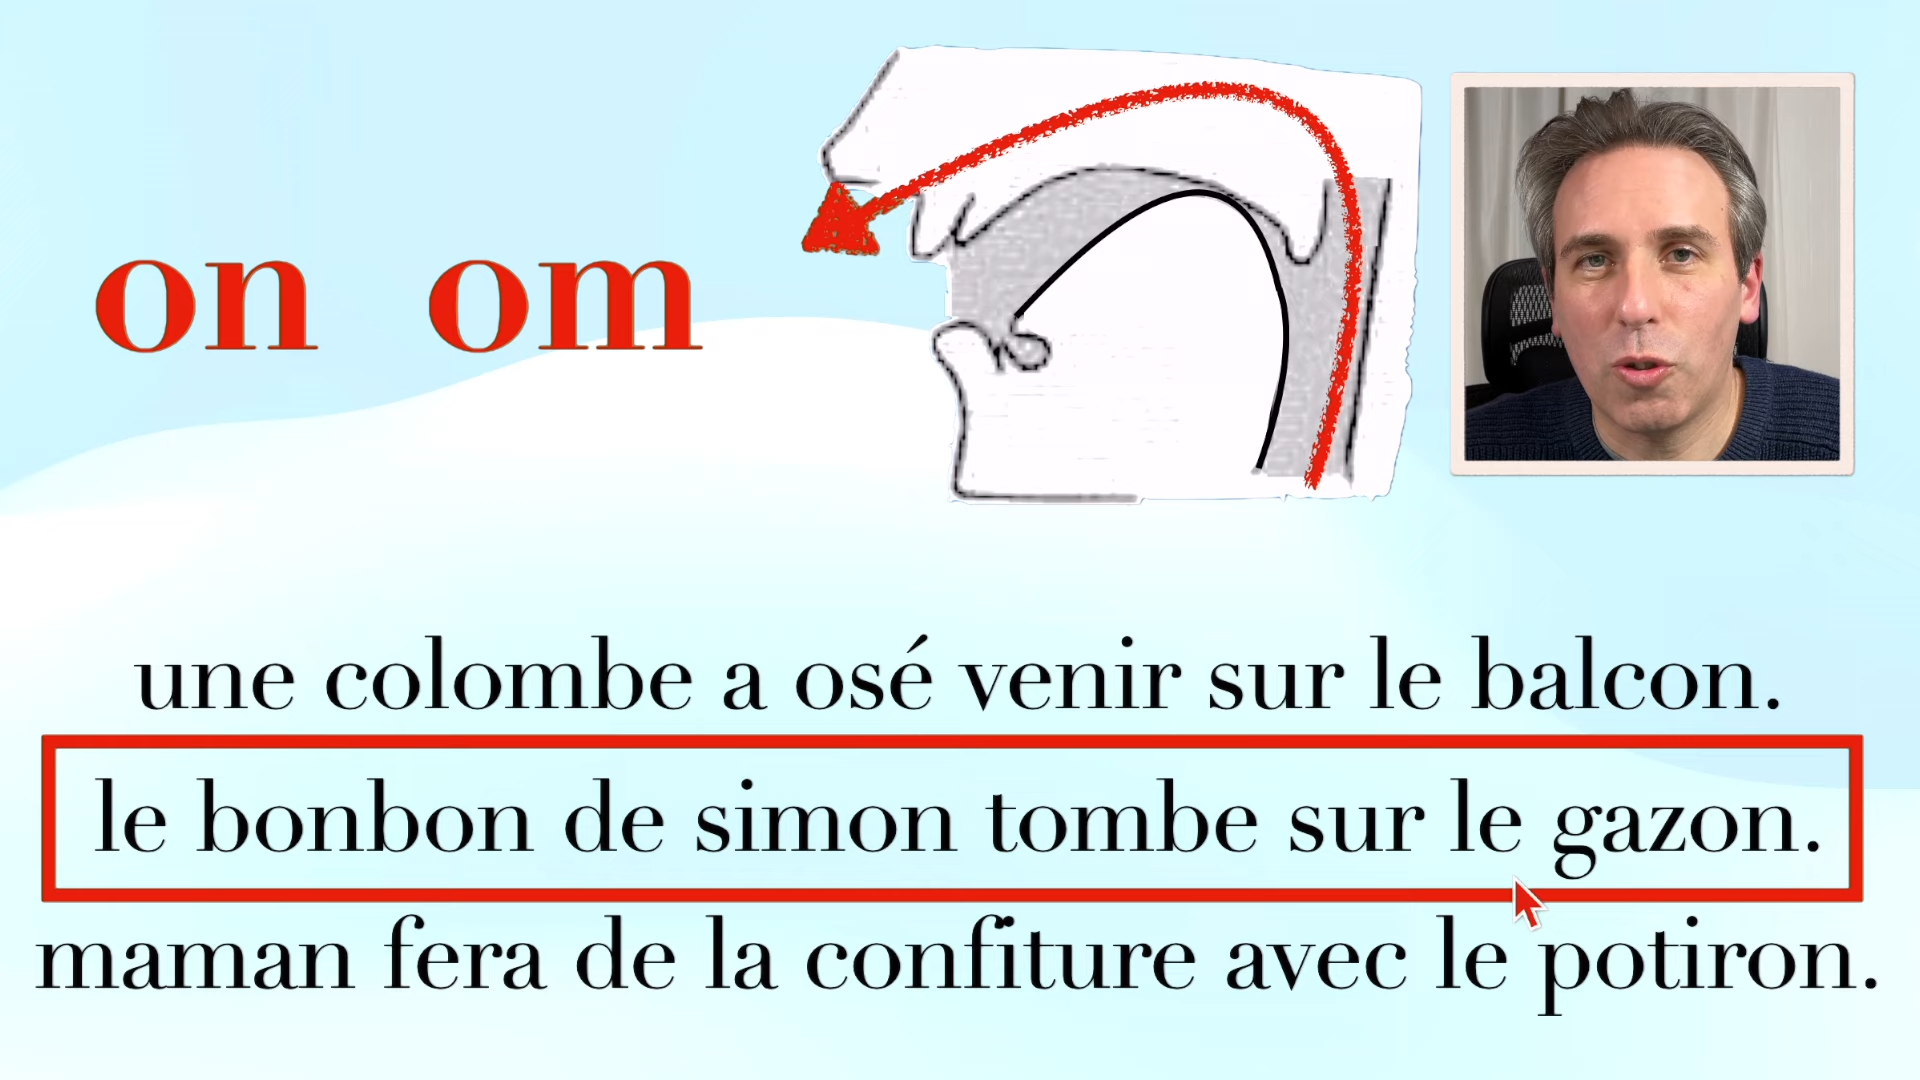 on om
une colombe a osé venir sur le balcon.
le bonbon de simon tombe sur le gazon.
maman fera de la confiture avec le potiron.